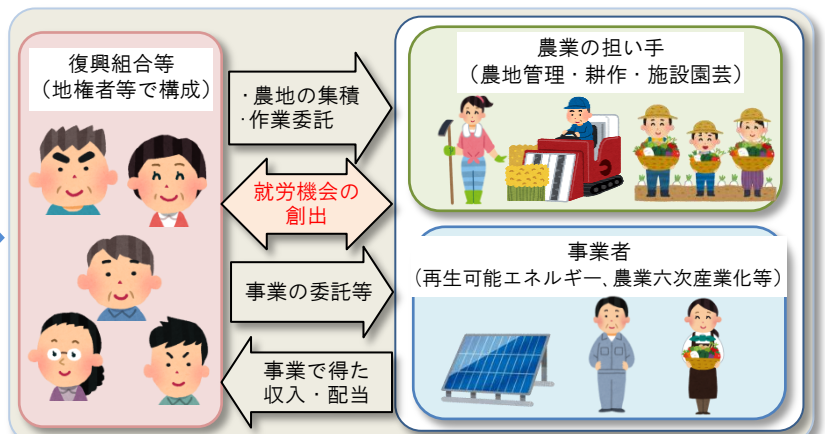 復興組合等
（地権者等で構成）
・農地の集積
・作業委託
就労機会の
創出
事業の委託等
事業で得た
収入・配当
農業の担い手
（農地管理・耕作・施設園芸）
事業者
（再生可能エネルギー、農業六次産業化等）